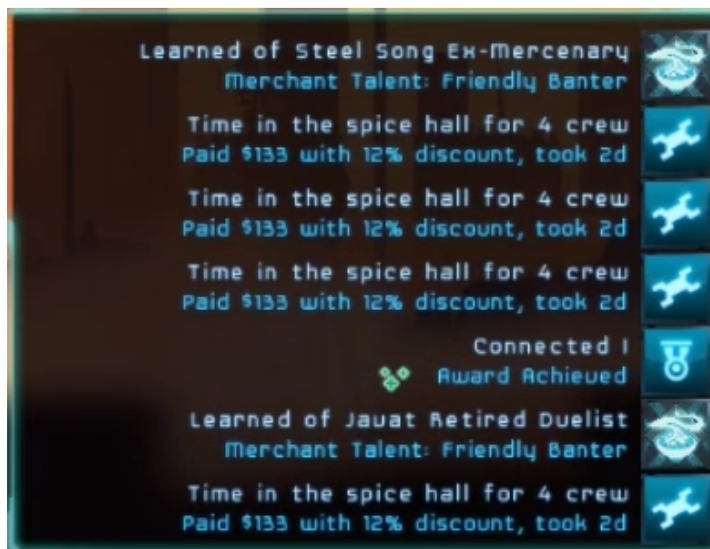 Learned of Steel Song Ex-Mercenary
Merchant Talent: Friendly Banter
Time in the spice hall for 4 crew
Paid $133 with 12% discount, took 2d
Time in the spice hall for 4 crew
Paid $133 with 12% discount, took 2d
Time in the spice hall for 4 crew
Paid $133 with 12% discount, took 2d
Connected I
Award Achieved
Learned of Javat Retired Duelist
Merchant Talent: Friendly Banter
Time in the spice hall for 4 crew
Paid $133 with 12% discount, took 2d